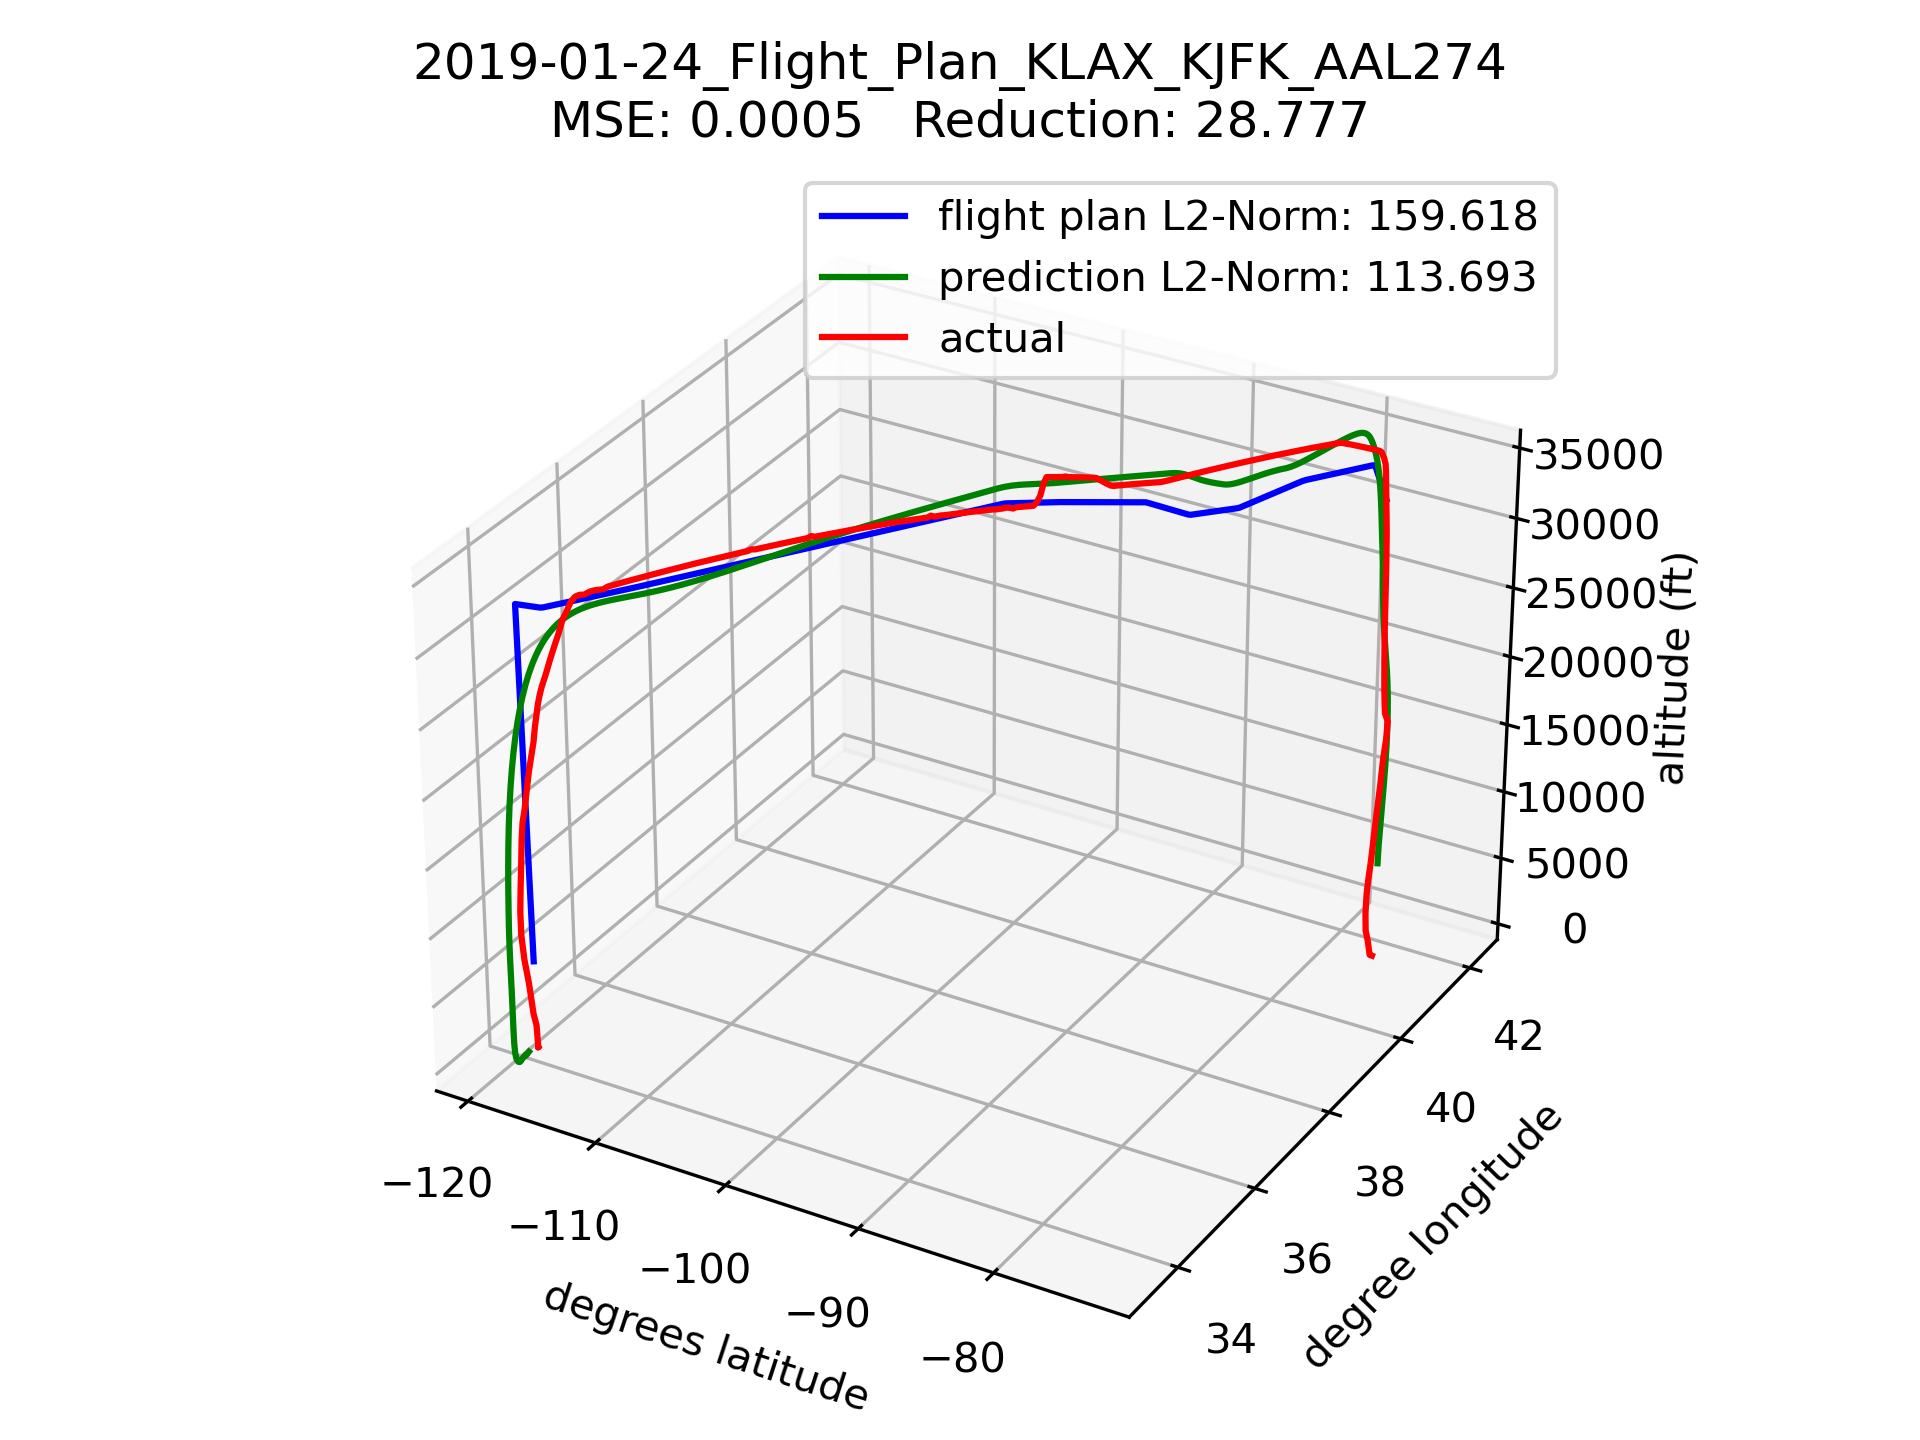 2019-01-24_Flight_Plan_KLAX_KJFK_AAL274
MSE: 0.0005   Reduction: 28.777
flight plan L2-Norm: 159.618
prediction L2-Norm: 113.693
actual
35000
30000
25000
20000
15000
10000
5000
0
altitude (ft)
42
40
38
36
34
degree longitude
−120
−110
−100
−90
−80
degrees latitude